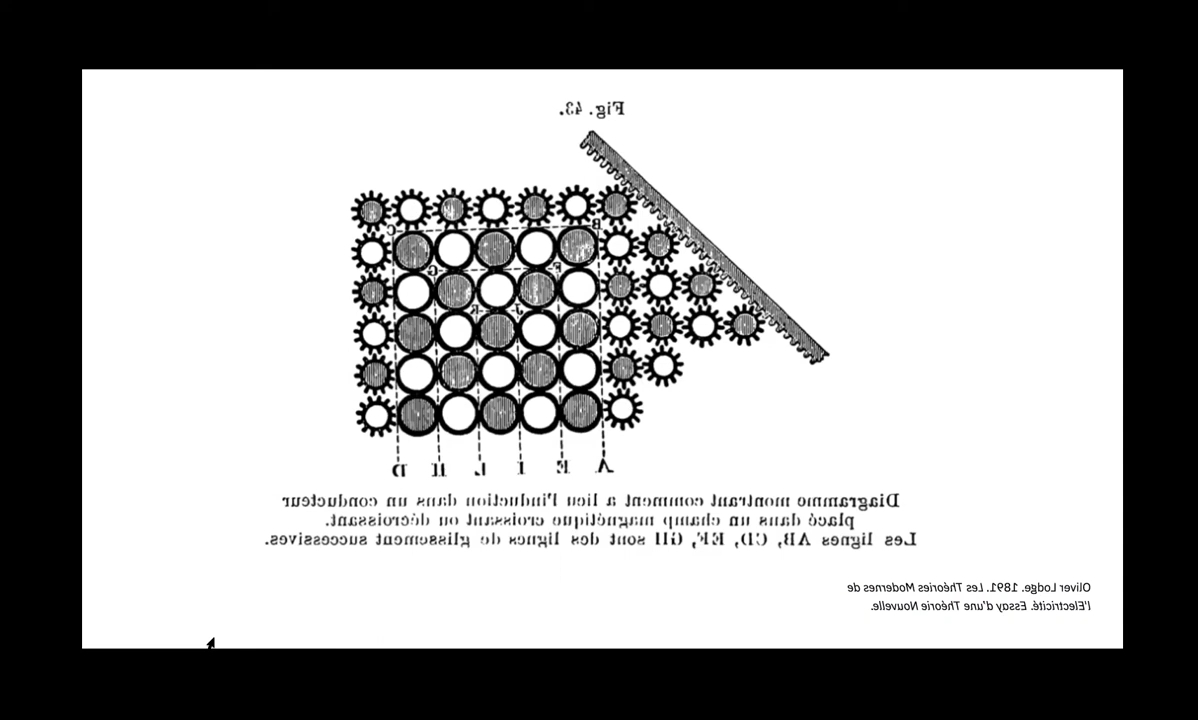 Fig. 43.
C B
G F
K J
D H L I E A
Diagramme montrant comment a lieu l'induction dans un conducteur
placé dans un champ magnétique croissant ou décroissant.
Les lignes AB, CD, EF, GH sont des lignes de glissement successives.
Oliver Lodge. 1891. Les Théories Modernes de
l'Electricité. Essay d'une Théorie Nouvelle.